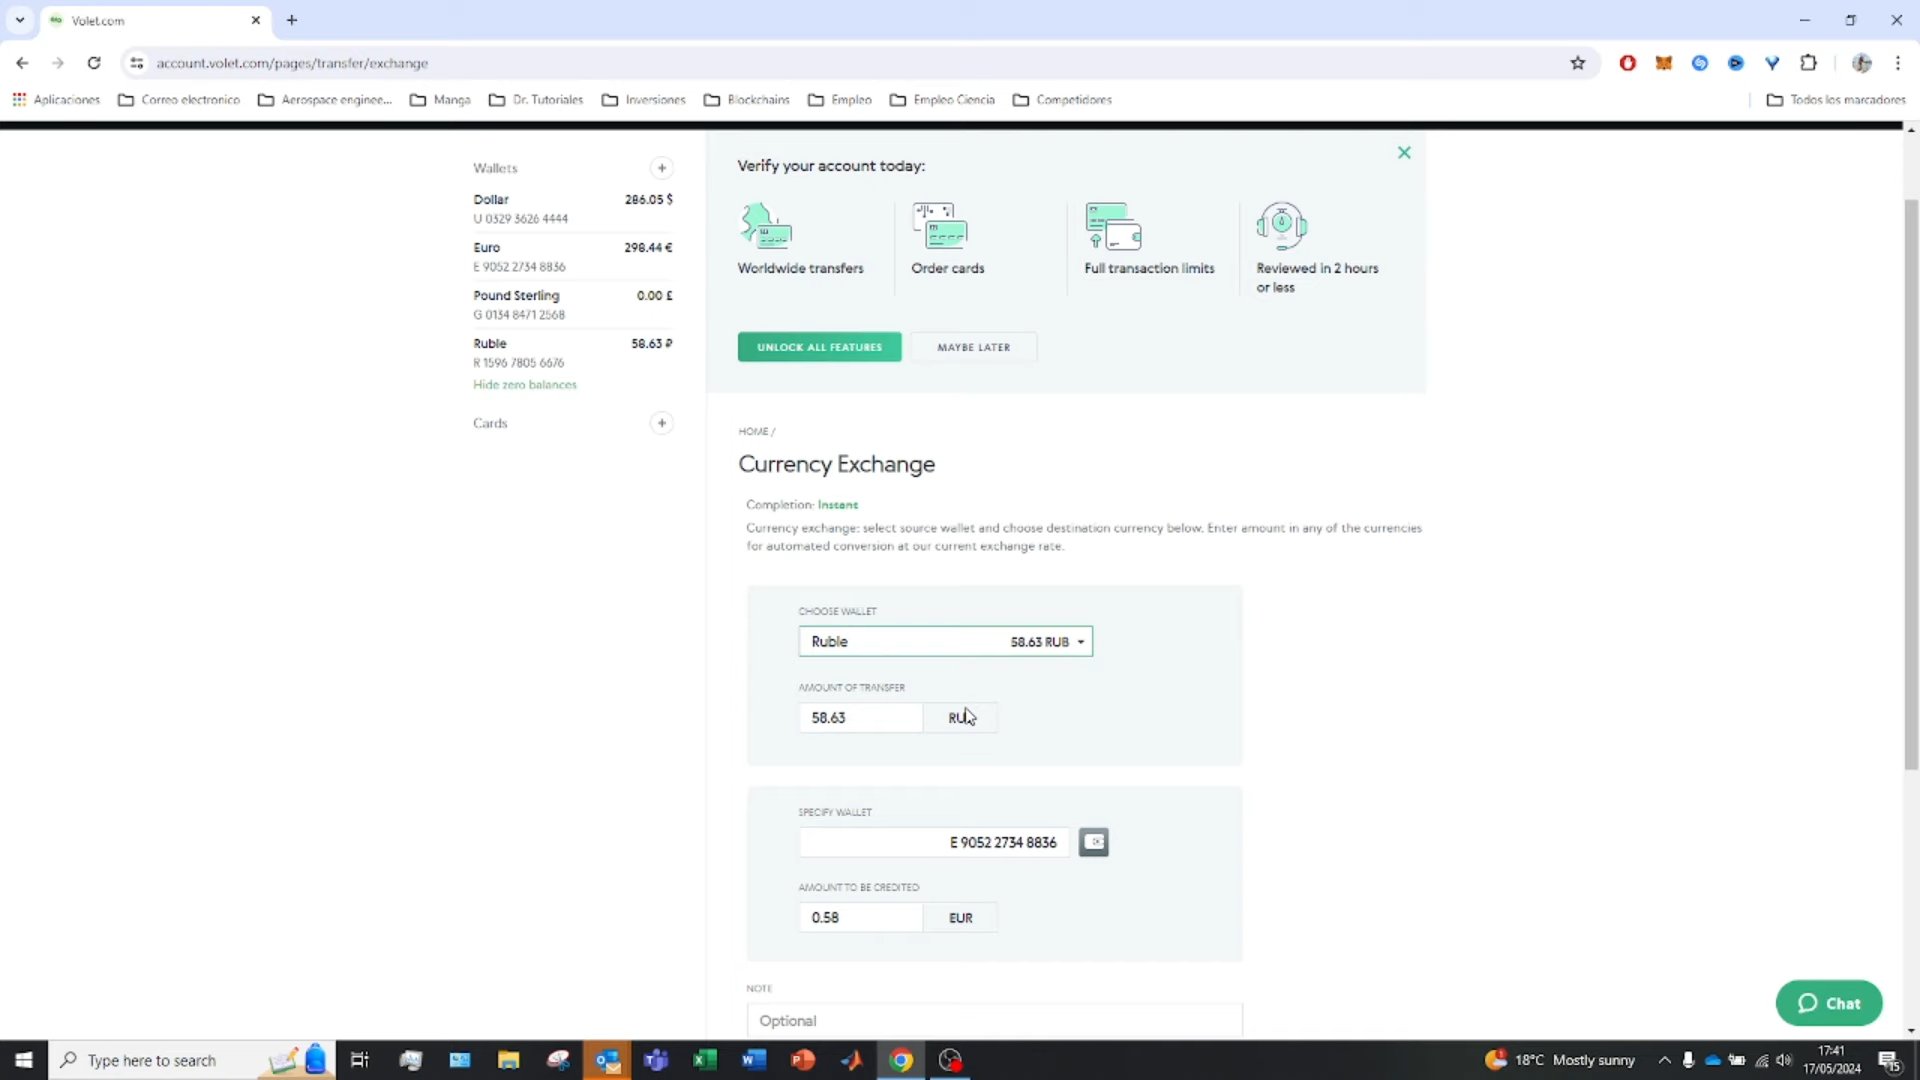 Volet.com
account.volet.com/pages/transfer/exchange
Aplicaciones
Correo electronico
Aerospace enginee...
Manga
Dr. Tutoriales
Inversiones
Blockchains
Empleo
Empleo Ciencia
Competidores
Todos los marcadores
Wallets
Dollar 286.05 $
U 0329 3626 4444
Euro 298.44 €
E 9052 2734 8836
Pound Sterling 0.00 £
G 0134 8471 2568
Ruble 58.63 ₽
R 1596 7805 6676
Hide zero balances
Cards
Verify your account today:
Worldwide transfers
Order cards
Full transaction limits
Reviewed in 2 hours
or less
UNLOCK ALL FEATURES
MAYBE LATER
HOME /
Currency Exchange
Completion: Instant
Currency exchange: select source wallet and choose destination currency below. Enter amount in any of the currencies
for automated conversion at our current exchange rate.
CHOOSE WALLET
Ruble 58.63 RUB
AMOUNT OF TRANSFER
58.63
SPECIFY WALLET
E 9052 2734 8836
AMOUNT TO BE CREDITED
0.58 EUR
NOTE
Optional
Chat
Type here to search
18°C Mostly sunny
17:41
17/05/2024
15